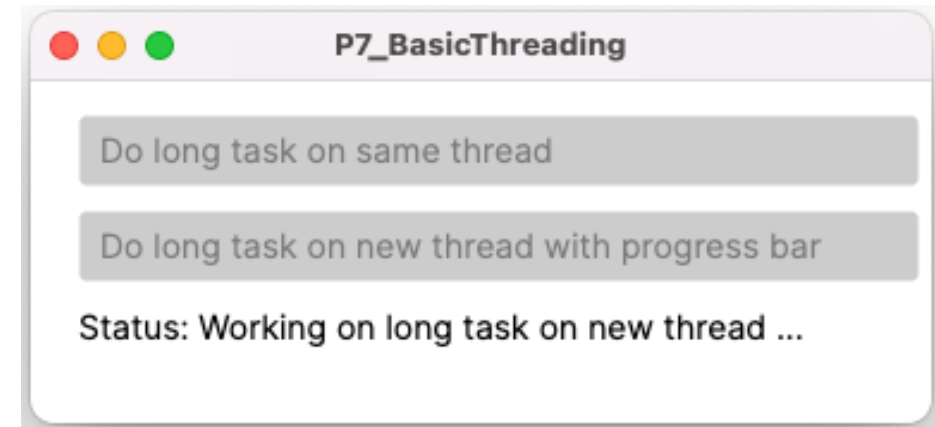 P7_BasicThreading
Do long task on same thread
Do long task on new thread with progress bar
Status: Working on long task on new thread ...